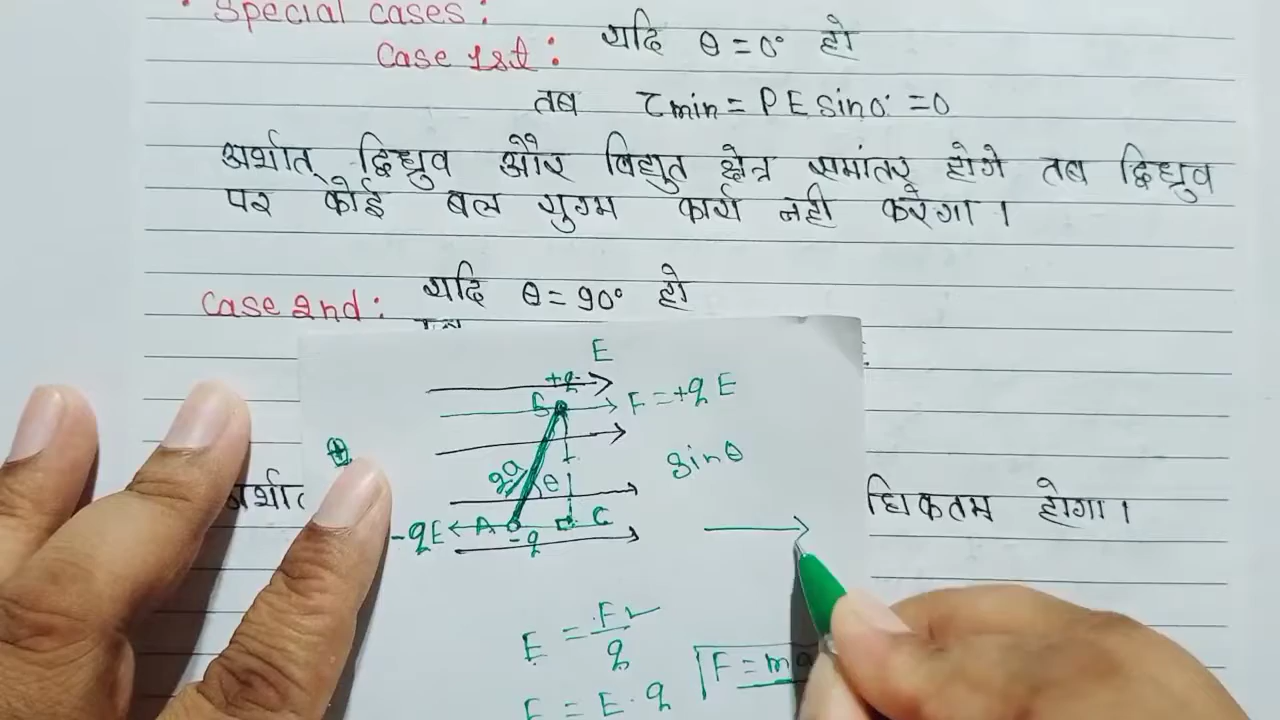 Special cases:
Case 1st: यदि θ = 0° हो
तब τmin = PE sin0° = 0
अर्थात् द्विध्रुव और विद्युत क्षेत्र समांतर होगे तब द्विध्रुव
पर कोई बल युग्म कार्य नही करेगा।
Case 2nd: यदि θ = 90° हो
E
+q
B F = +qE
2a θ sinθ
-qE A C
-q
धिकतम होगा।
E = F/q
F = ma
F = E·q